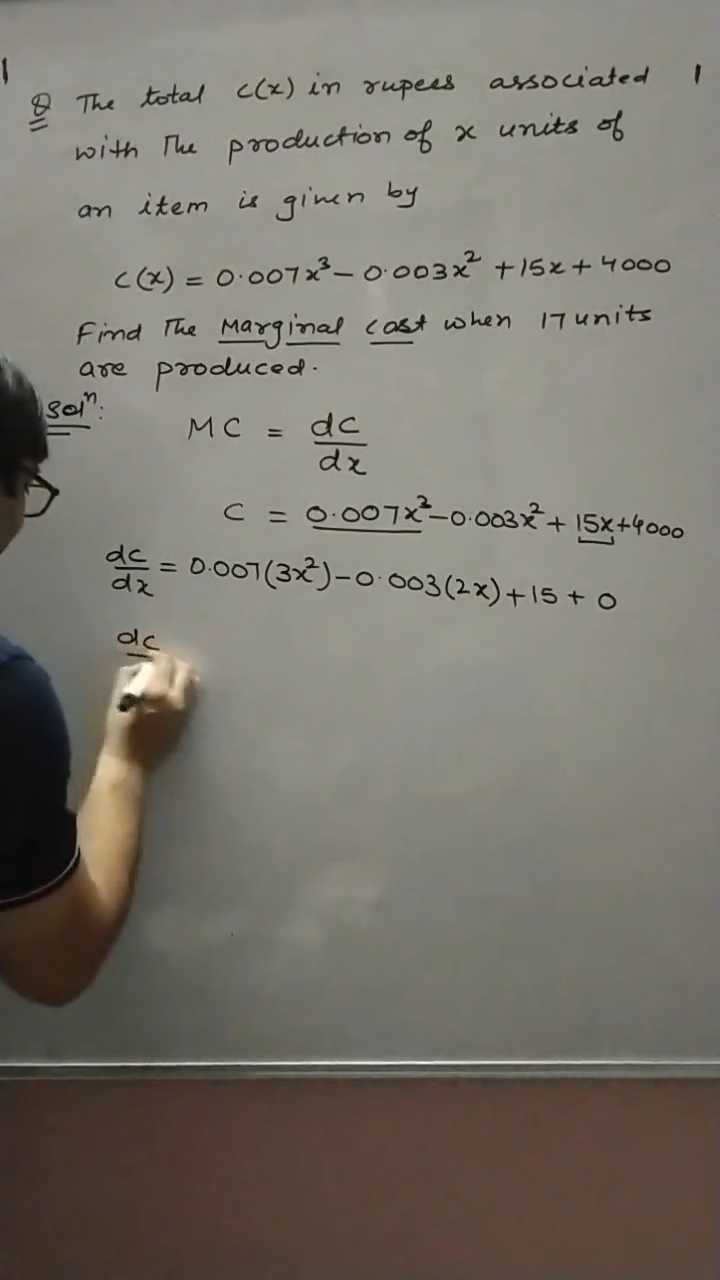 Q The total C(x) in rupees associated
with The production of x units of
an item is given by
C(x) = 0.007x³ - 0.003x² + 15x + 4000
Find The Marginal Cost when 17 units
are produced.
Solⁿ:
MC = dC/dx
C = 0.007x³ - 0.003x² + 15x + 4000
dC/dx = 0.007(3x²) - 0.003(2x) + 15 + 0
dC